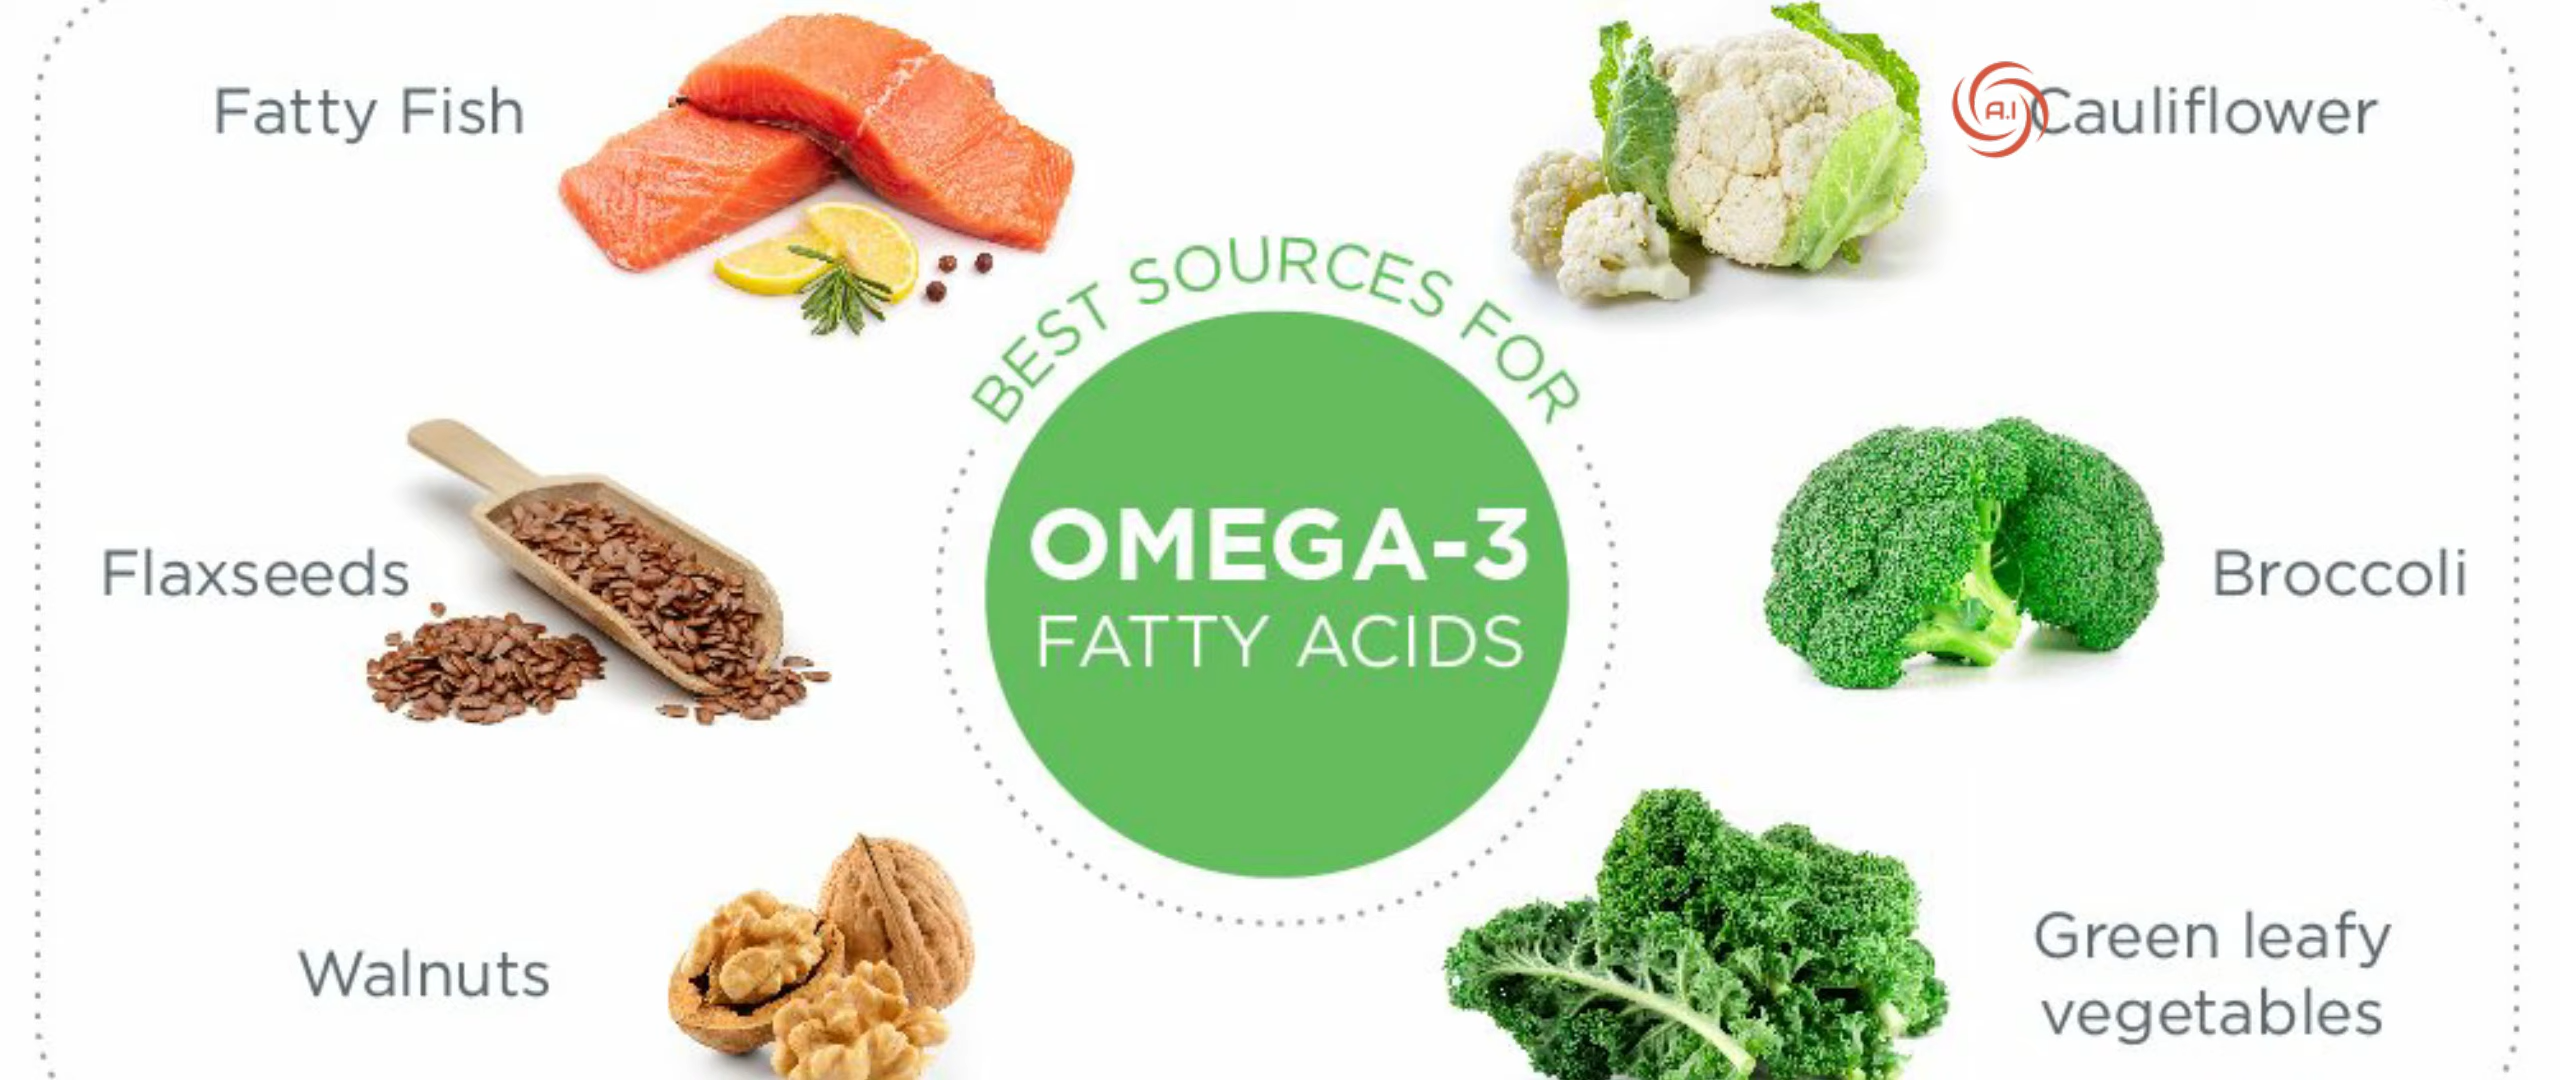 Fatty Fish
A.I
Cauliflower
BEST SOURCES FOR
OMEGA-3
FATTY ACIDS
Flaxseeds
Broccoli
Walnuts
Green leafy
vegetables